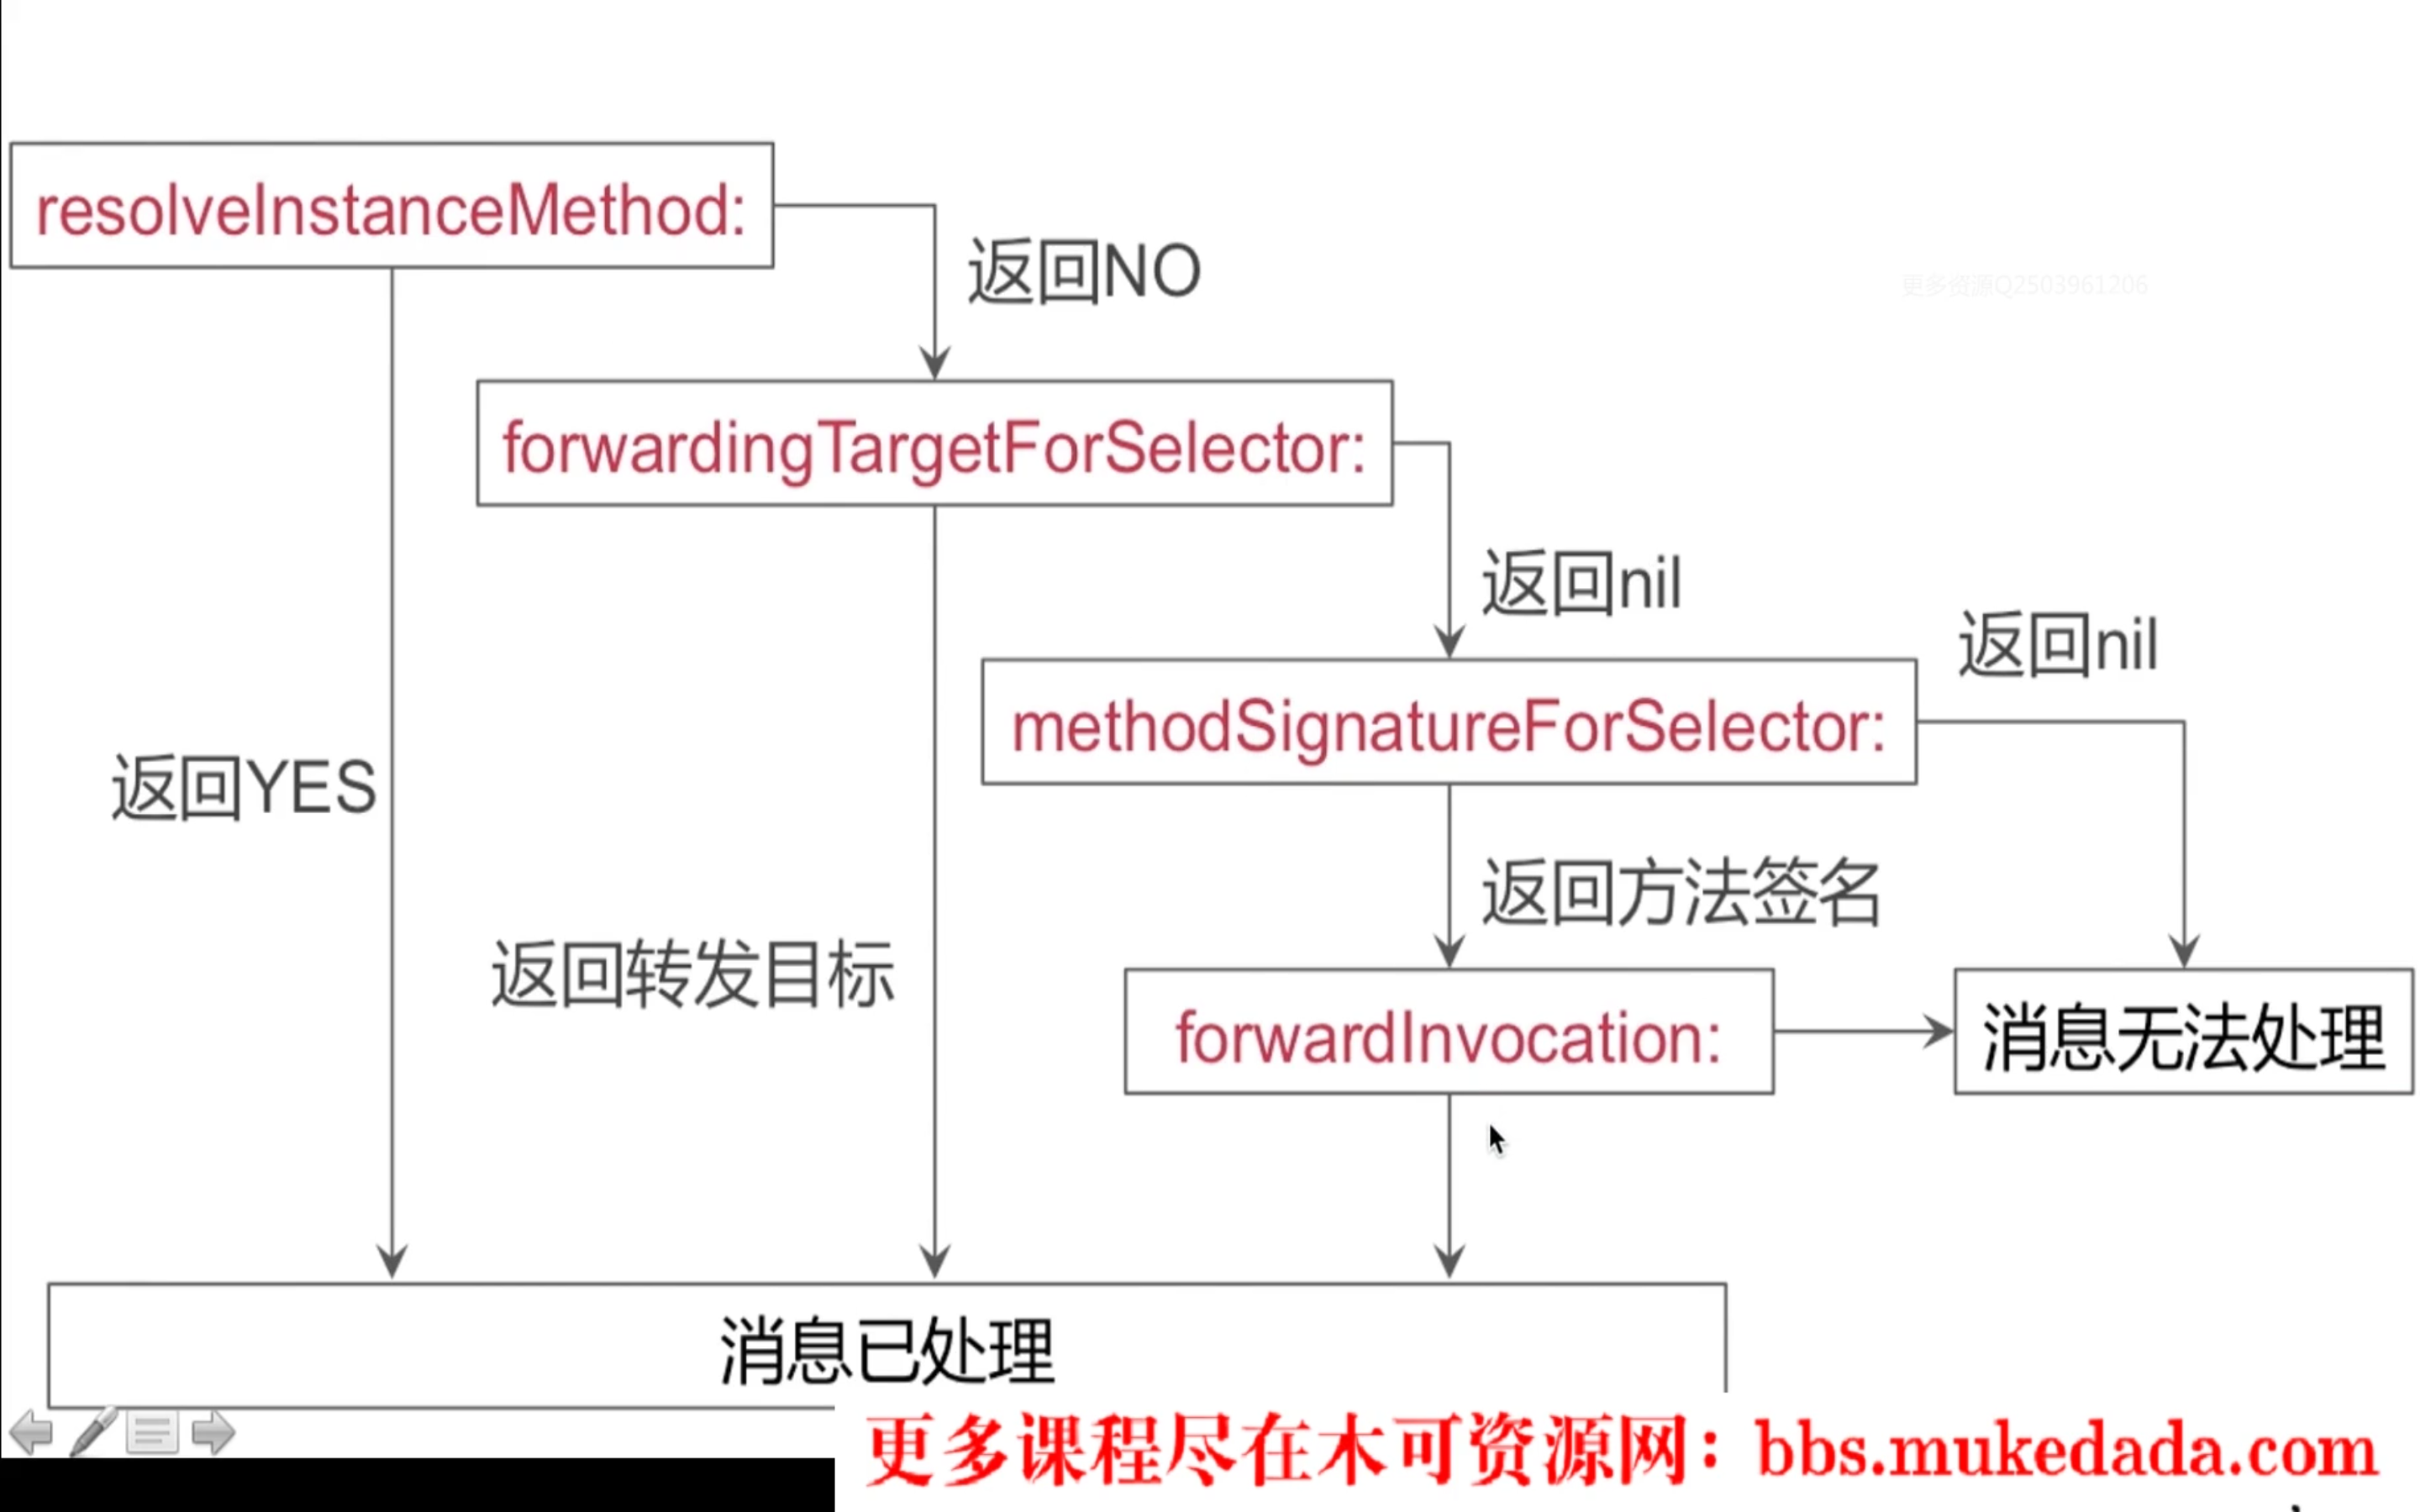 resolveInstanceMethod:
返回NO
更多资源Q2503961206
forwardingTargetForSelector:
返回nil
返回nil
methodSignatureForSelector:
返回YES
返回方法签名
返回转发目标
forwardInvocation:
消息无法处理
消息已处理
更多课程尽在木可资源网：bbs.mukedada.com